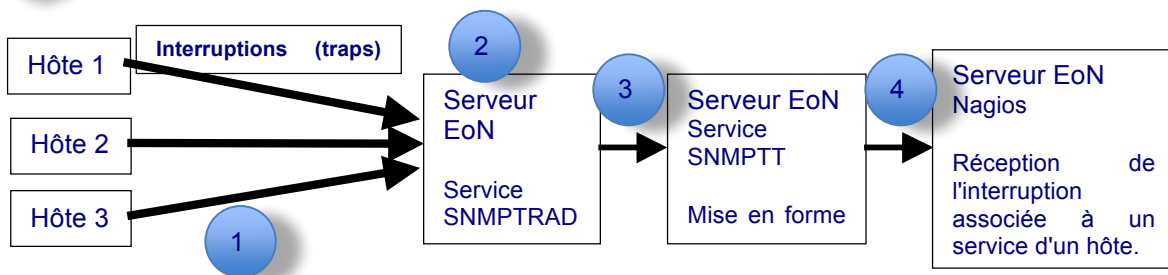 Hôte 1
Hôte 2
Hôte 3
Interruptions (traps)
1
2
Serveur
EoN
Service
SNMPTRAD
3
Serveur EoN
Service
SNMPTT
Mise en forme
4
Serveur EoN
Nagios
Réception de
l'interruption
associée à un
service d'un hôte.